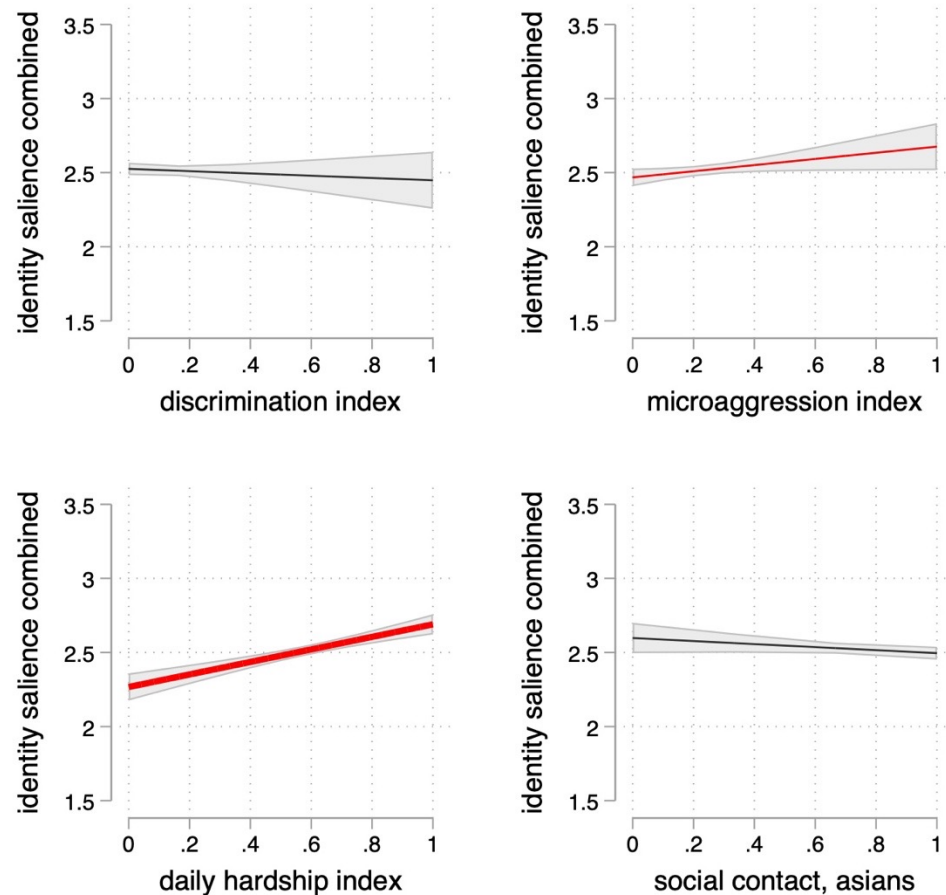 identity salience combined
3.5
3
2.5
2
1.5
0 .2 .4 .6 .8 1
discrimination index
identity salience combined
3.5
3
2.5
2
1.5
0 .2 .4 .6 .8 1
microaggression index
identity salience combined
3.5
3
2.5
2
1.5
0 .2 .4 .6 .8 1
daily hardship index
identity salience combined
3.5
3
2.5
2
1.5
0 .2 .4 .6 .8 1
social contact, asians